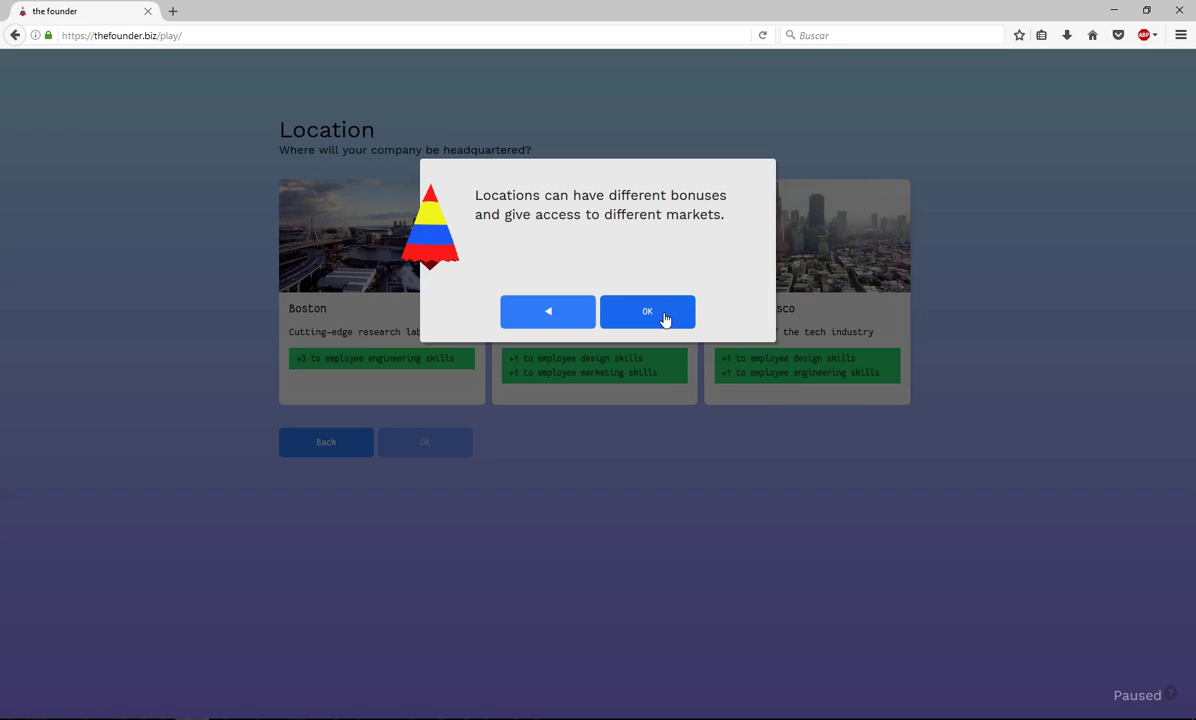 the founder
https://thefounder.biz/play/
Buscar
ABP
Location
Where will your company be headquartered?
Locations can have different bonuses
and give access to different markets.
◀
OK
Boston
Cutting-edge research
+3 to employee engineering skills
+1 to employee design skills
+1 to employee marketing skills
the tech industry
+1 to employee design skills
+1 to employee engineering skills
Back
OK
Paused
?